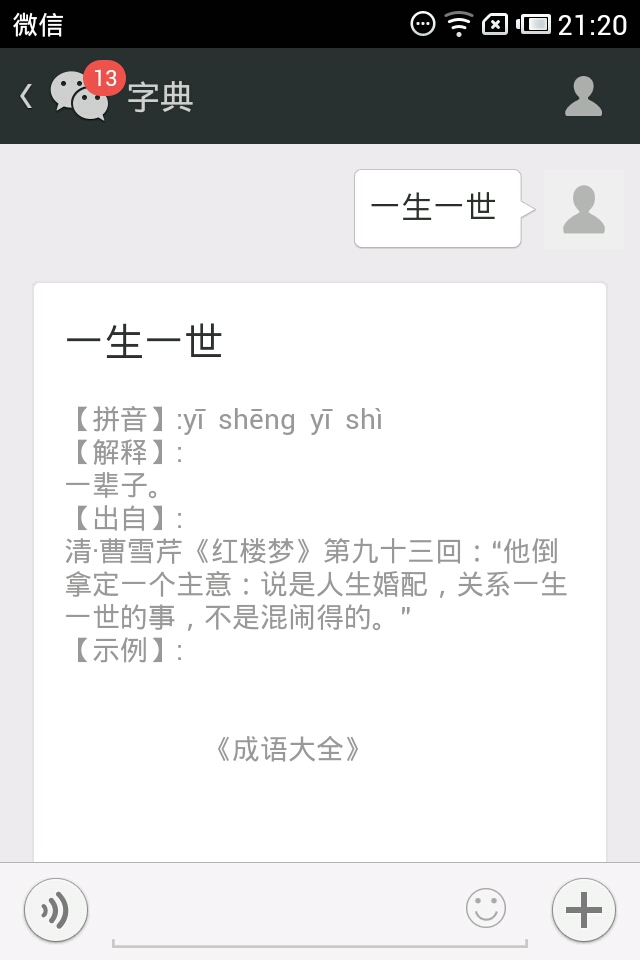 微信
21:20
13
字典
一生一世
一生一世
【拼音】:yī shēng yī shì
【解释】:
一辈子。
【出自】:
清·曹雪芹《红楼梦》第九十三回：“他倒
拿定一个主意：说是人生婚配，关系一生
一世的事，不是混闹得的。”
【示例】:
《成语大全》